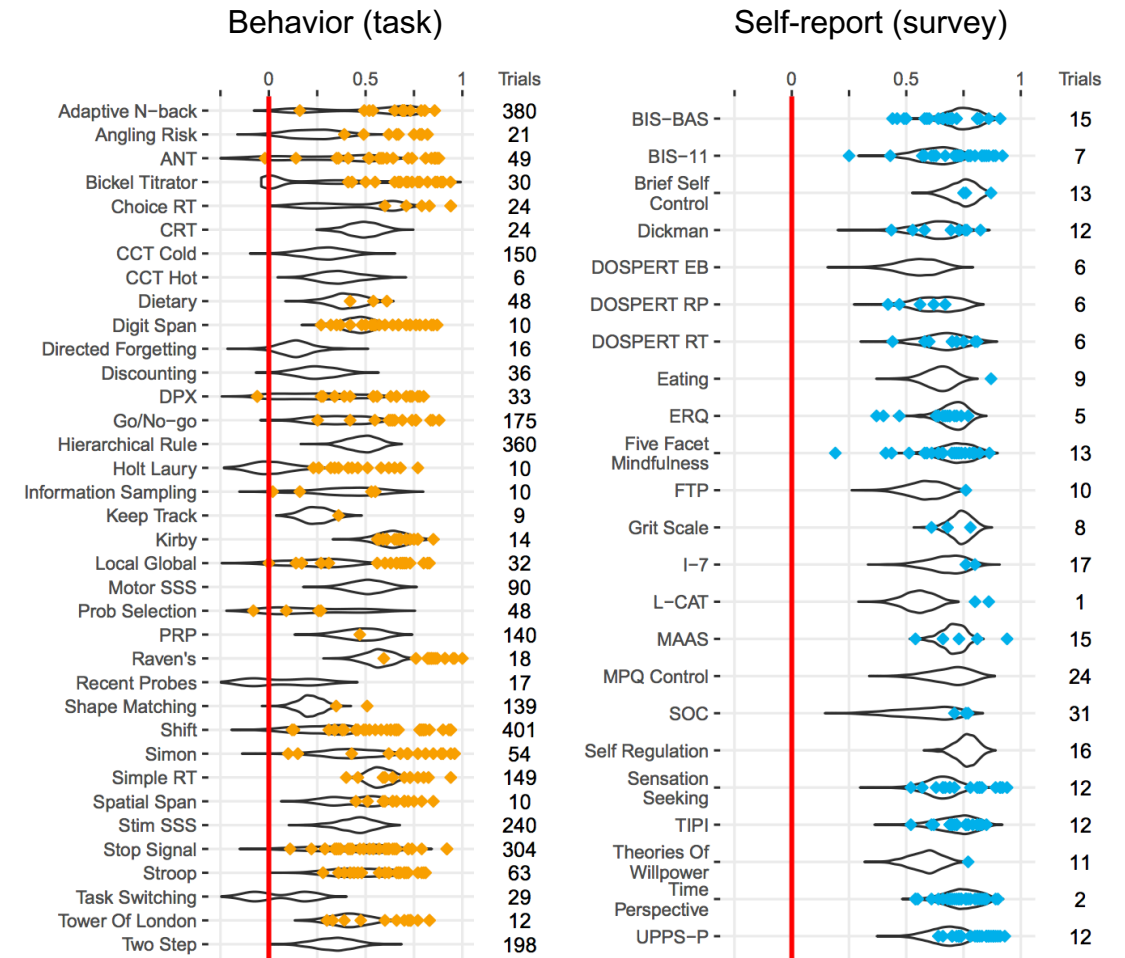 Behavior (task)
0 0.5 1 Trials
Adaptive N−back 380
Angling Risk 21
ANT 49
Bickel Titrator 30
Choice RT 24
CRT 24
CCT Cold 150
CCT Hot 6
Dietary 48
Digit Span 10
Directed Forgetting 16
Discounting 36
DPX 33
Go/No−go 175
Hierarchical Rule 360
Holt Laury 10
Information Sampling 10
Keep Track 9
Kirby 14
Local Global 32
Motor SSS 90
Prob Selection 48
PRP 140
Raven's 18
Recent Probes 17
Shape Matching 139
Shift 401
Simon 54
Simple RT 149
Spatial Span 10
Stim SSS 240
Stop Signal 304
Stroop 63
Task Switching 29
Tower Of London 12
Two Step 198
Self-report (survey)
0 0.5 1 Trials
BIS−BAS 15
BIS−11 7
Brief Self
Control 13
Dickman 12
DOSPERT EB 6
DOSPERT RP 6
DOSPERT RT 6
Eating 9
ERQ 5
Five Facet
Mindfulness 13
FTP 10
Grit Scale 8
I−7 17
L−CAT 1
MAAS 15
MPQ Control 24
SOC 31
Self Regulation 16
Sensation
Seeking 12
TIPI 12
Theories Of
Willpower 11
Time
Perspective 2
UPPS−P 12